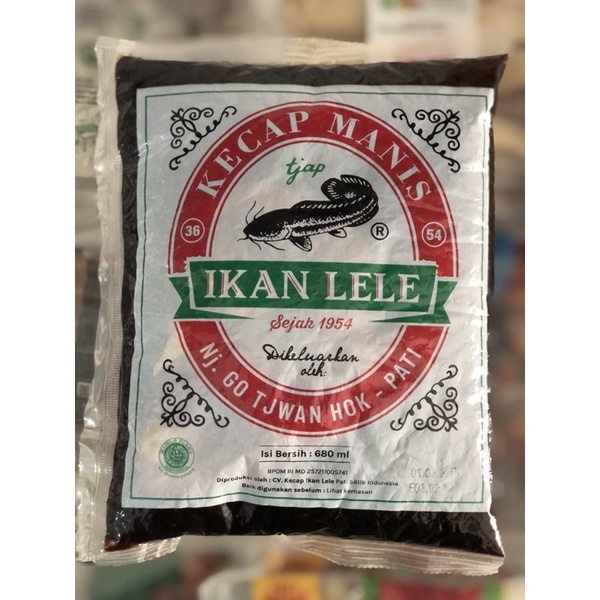 KECAP MANIS
tjap
36
54
®
IKAN LELE
Sejak 1954
Dikeluarkan
oleh:
Nj. GO TJWAN HOK - PATI
Isi Bersih : 680 ml
BPOM RI MD 257211005741
Diproduksi oleh : CV. Kecap Ikan Lele Pati Indonesia
Baik digunakan sebelum : Lihat kemasan